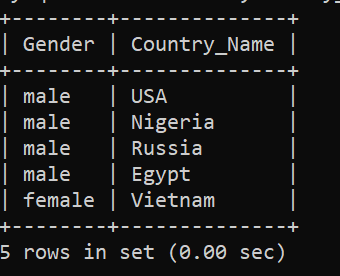 +--------+--------------+
| Gender | Country_Name |
+--------+--------------+
| male   | USA          |
| male   | Nigeria      |
| male   | Russia       |
| male   | Egypt        |
| female | Vietnam      |
+--------+--------------+
5 rows in set (0.00 sec)